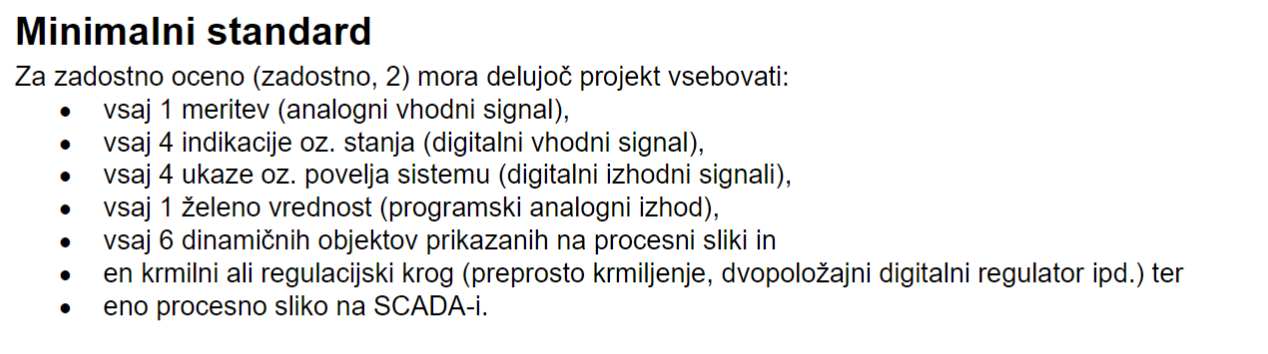 Minimalni standard
Za zadostno oceno (zadostno, 2) mora delujoč projekt vsebovati:
• vsaj 1 meritev (analogni vhodni signal),
• vsaj 4 indikacije oz. stanja (digitalni vhodni signal),
• vsaj 4 ukaze oz. povelja sistemu (digitalni izhodni signali),
• vsaj 1 želeno vrednost (programski analogni izhod),
• vsaj 6 dinamičnih objektov prikazanih na procesni sliki in
• en krmilni ali regulacijski krog (preprosto krmiljenje, dvopoložajni digitalni regulator ipd.) ter
• eno procesno sliko na SCADA-i.